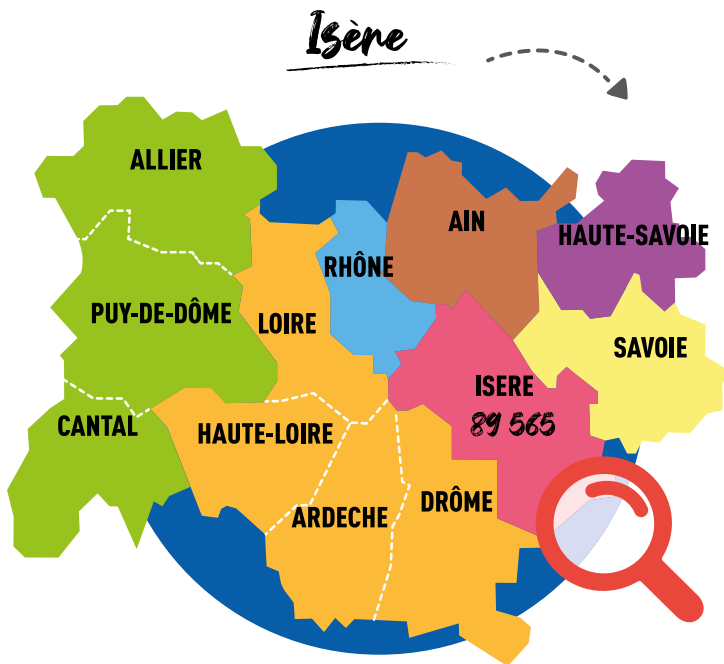 Isère
ALLIER
AIN
HAUTE-SAVOIE
RHÔNE
PUY-DE-DÔME
LOIRE
SAVOIE
ISERE
89 565
CANTAL
HAUTE-LOIRE
ARDECHE
DRÔME